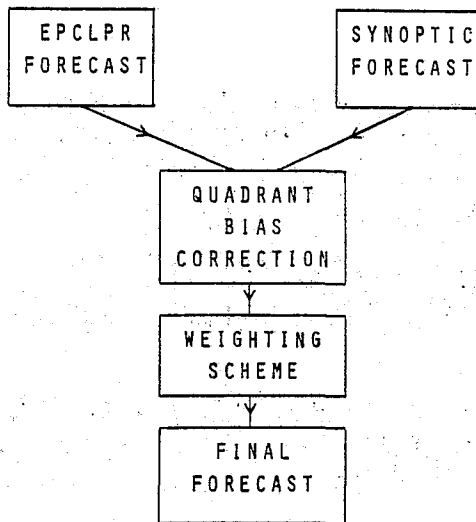 EPCLPR
FORECAST
SYNOPTIC
FORECAST
QUADRANT
BIAS
CORRECTION
WEIGHTING
SCHEME
FINAL
FORECAST